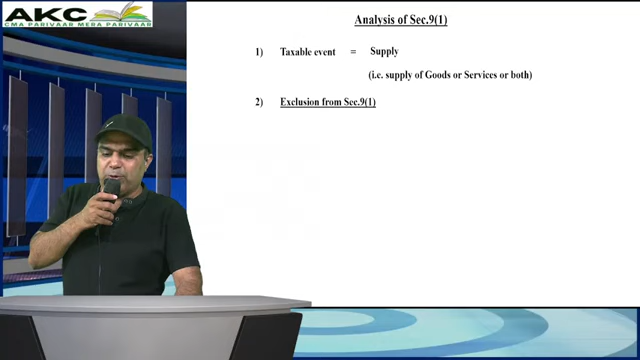 AKC
CMA PARIVAAR MERA PARIVAAR
Analysis of Sec.9(1)
1) Taxable event = Supply
(i.e. supply of Goods or Services or both)
2) Exclusion from Sec.9(1)